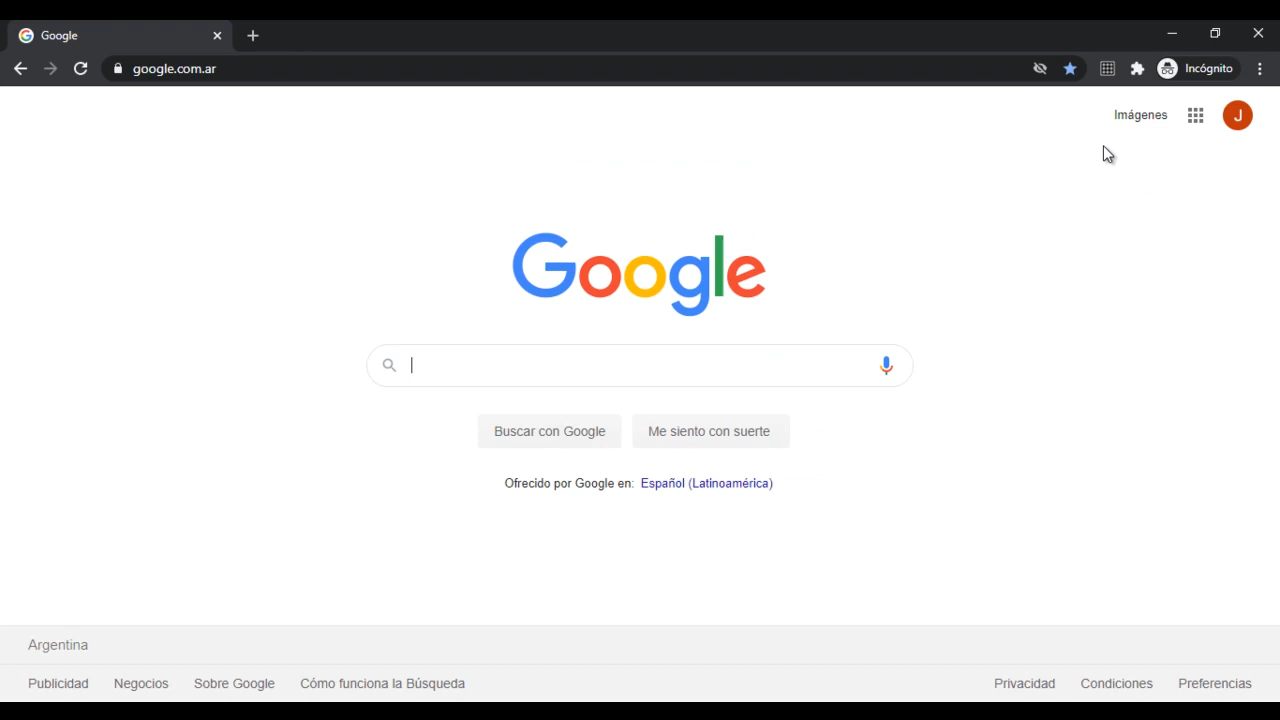 Google
google.com.ar
Incógnito
Imágenes
J
Google
Buscar con Google
Me siento con suerte
Ofrecido por Google en: Español (Latinoamérica)
Argentina
Publicidad Negocios Sobre Google Cómo funciona la Búsqueda
Privacidad Condiciones Preferencias